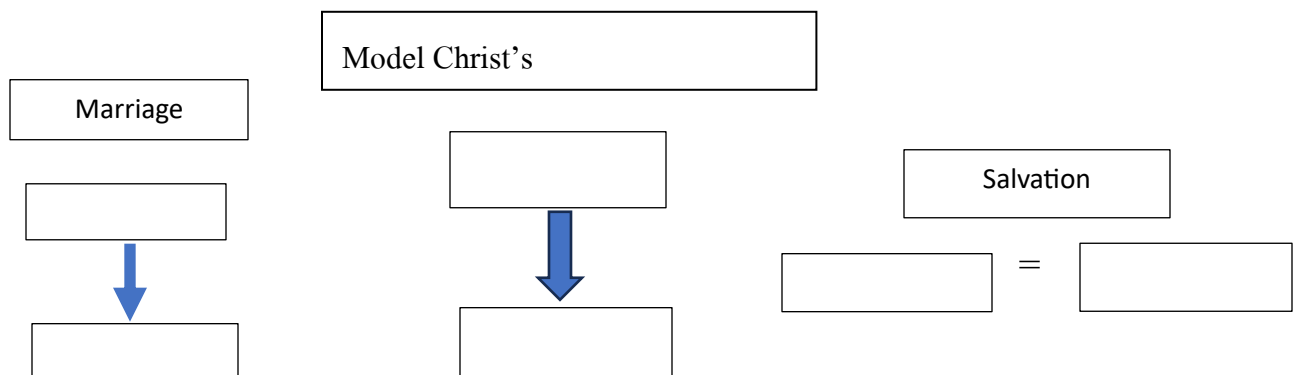 Model Christ’s
Marriage
Salvation
=